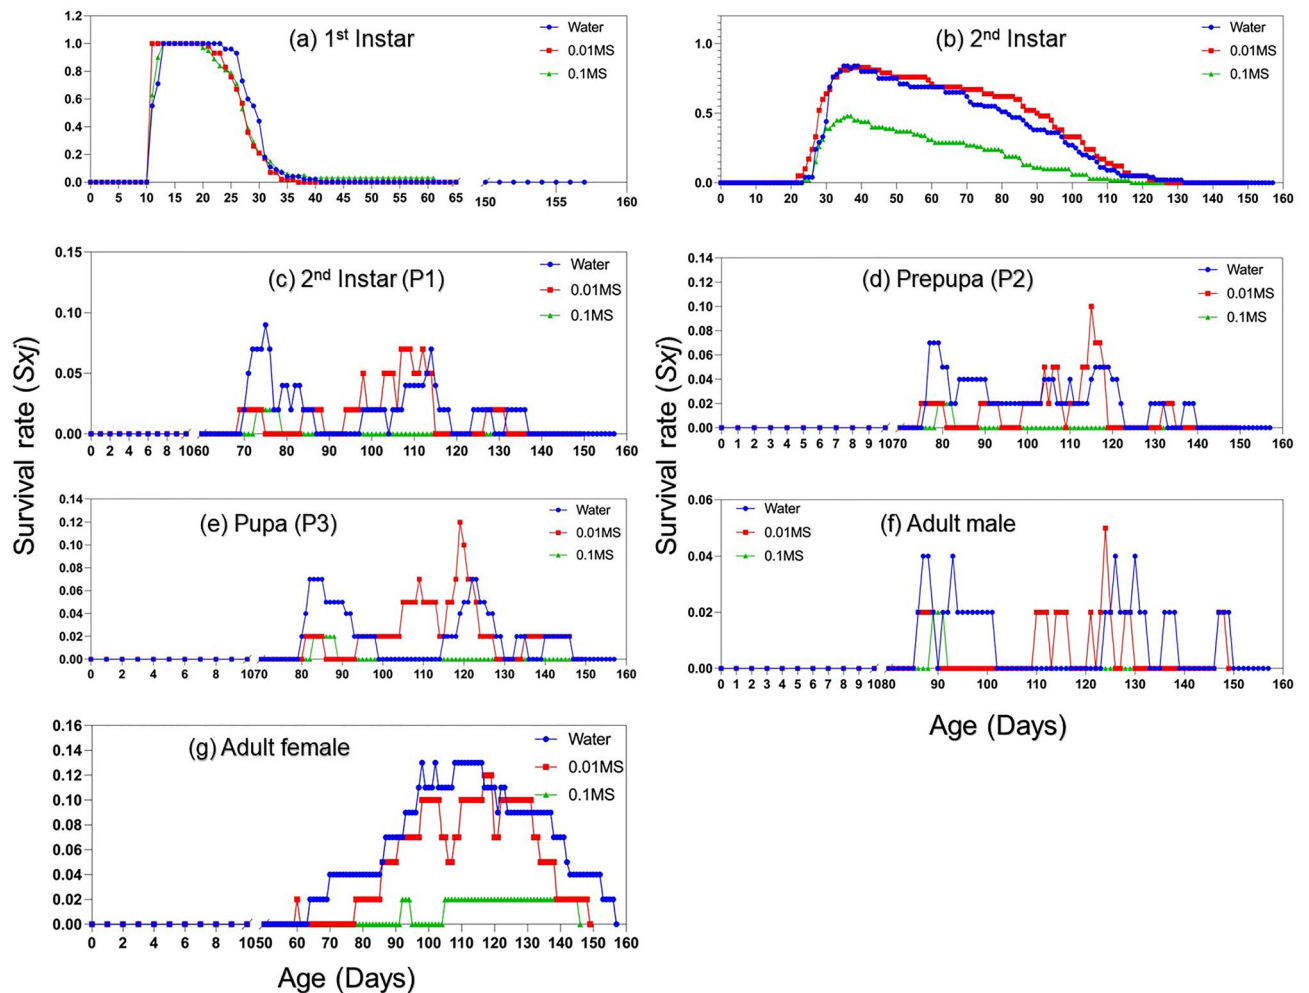 (a) 1st Instar
Water
0.01MS
0.1MS
1.2
1.0
0.8
0.6
0.4
0.2
0.0
0 5 10 15 20 25 30 35 40 45 50 55 60 65 150 155 160
(b) 2nd Instar
Water
0.01MS
0.1MS
1.0
0.5
0.0
0 10 20 30 40 50 60 70 80 90 100 110 120 130 140 150 160
Survival rate (Sxj)
(c) 2nd Instar (P1)
Water
0.01MS
0.1MS
0.15
0.10
0.05
0.00
0 2 4 6 8 10 60 70 80 90 100 110 120 130 140 150 160
Survival rate (Sxj)
(d) Prepupa (P2)
Water
0.01MS
0.1MS
0.14
0.12
0.10
0.08
0.06
0.04
0.02
0.00
0 1 2 3 4 5 6 7 8 9 10 70 80 90 100 110 120 130 140 150 160
(e) Pupa (P3)
Water
0.01MS
0.1MS
0.14
0.12
0.10
0.08
0.06
0.04
0.02
0.00
0 2 4 6 8 10 70 80 90 100 110 120 130 140 150 160
(f) Adult male
Water
0.01MS
0.1MS
0.06
0.04
0.02
0.00
0 1 2 3 4 5 6 7 8 9 10 80 90 100 110 120 130 140 150 160
Age (Days)
(g) Adult female
Water
0.01MS
0.1MS
0.16
0.14
0.12
0.10
0.08
0.06
0.04
0.02
0.00
0 2 4 6 8 10 50 60 70 80 90 100 110 120 130 140 150 160
Age (Days)